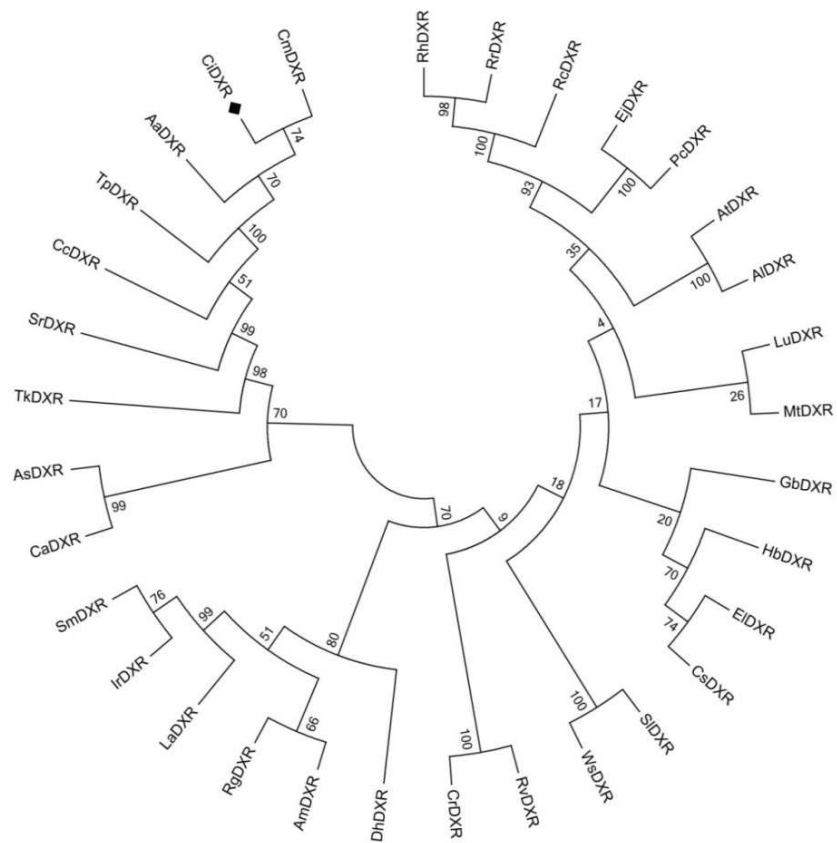 RhDXR
RrDXR
RcDXR
EjDXR
PcDXR
AtDXR
AlDXR
LuDXR
MtDXR
GbDXR
HbDXR
ElDXR
CsDXR
SlDXR
WsDXR
RvDXR
CrDXR
DhDXR
AmDXR
RgDXR
LaDXR
IrDXR
SmDXR
CaDXR
AsDXR
TkDXR
SrDXR
CcDXR
TpDXR
AaDXR
CiDXR
CmDXR
98
100
93
100
35
100
4
26
17
20
70
74
18
100
9
100
70
80
51
66
99
76
70
99
98
99
51
100
70
74